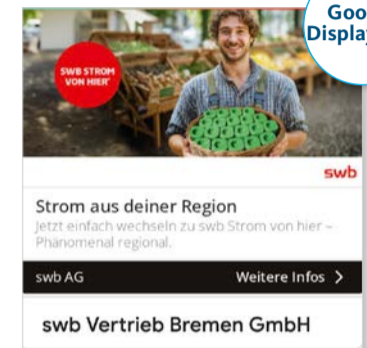 Goo
Display
SWB STROM
VON HIER*
swb
Strom aus deiner Region
Jetzt einfach wechseln zu swb Strom von hier –
Phänomenal regional.
swb AG
Weitere Infos >
swb Vertrieb Bremen GmbH